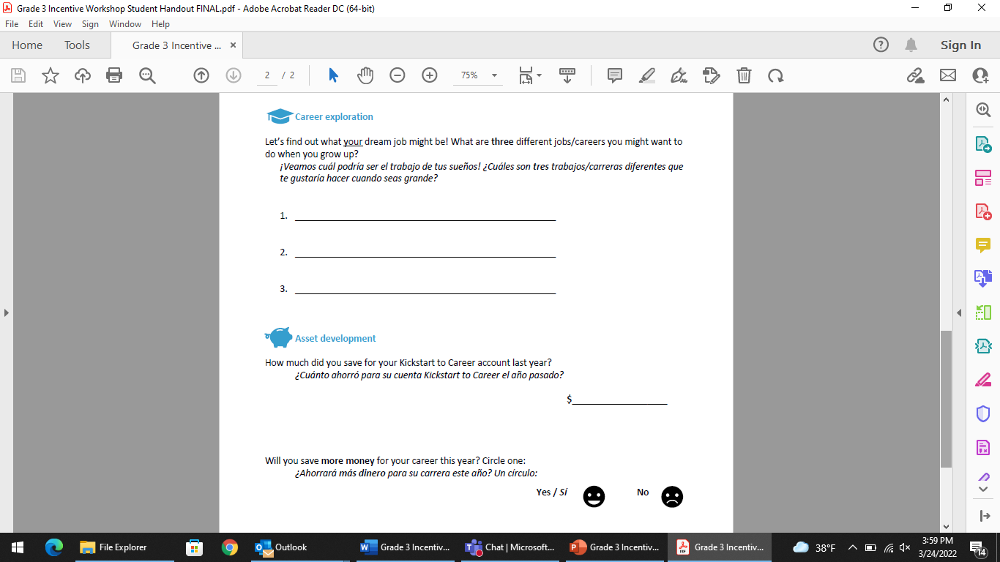 Grade 3 Incentive Workshop Student Handout FINAL.pdf - Adobe Acrobat Reader DC (64-bit)
File Edit View Sign Window Help
Home Tools Grade 3 Incentive ... × Sign In
2 / 2 75%
Career exploration
Let's find out what your dream job might be! What are three different jobs/careers you might want to
do when you grow up?
¡Veamos cuál podría ser el trabajo de tus sueños! ¿Cuáles son tres trabajos/carreras diferentes que
te gustaría hacer cuando seas grande?
1. ______________________
2. ______________________
3. ______________________
Asset development
How much did you save for your Kickstart to Career account last year?
¿Cuánto ahorró para su cuenta Kickstart to Career el año pasado?
$________________
Will you save more money for your career this year? Circle one:
¿Ahorrará más dinero para su carrera este año? Un círculo:
Yes / Sí No
File Explorer Outlook Grade 3 Incentiv... Chat | Microsoft... Grade 3 Incentiv... Grade 3 Incentiv... 38°F 3:59 PM
3/24/2022 14